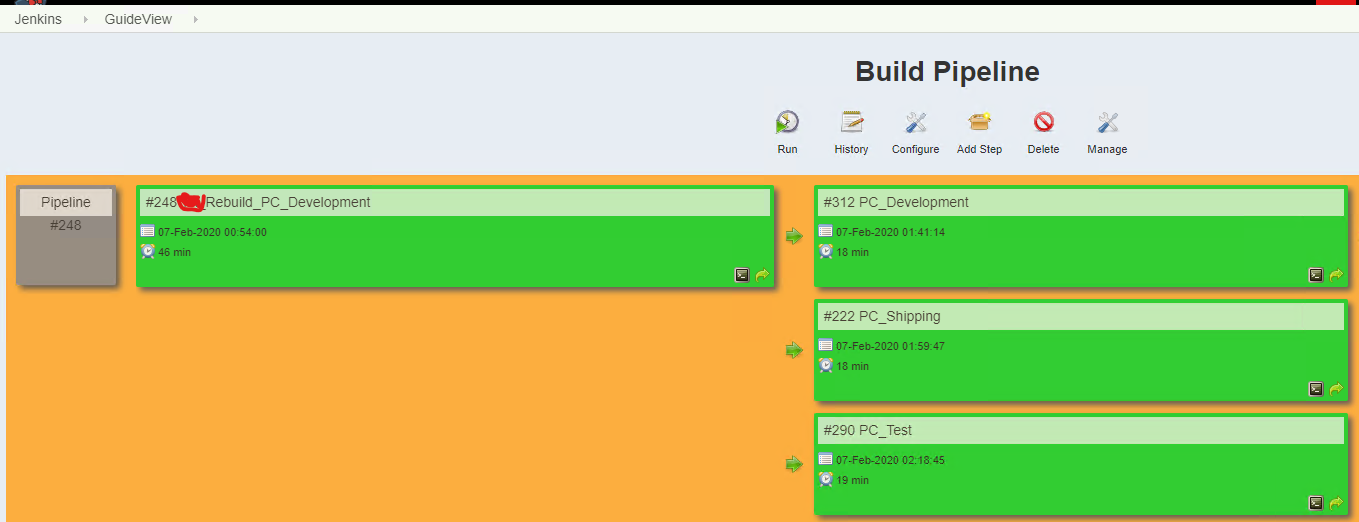 Jenkins GuideView
Build Pipeline
Run History Configure Add Step Delete Manage
Pipeline
#248
#248 _Rebuild_PC_Development
07-Feb-2020 00:54:00
46 min
#312 PC_Development
07-Feb-2020 01:41:14
18 min
#222 PC_Shipping
07-Feb-2020 01:59:47
18 min
#290 PC_Test
07-Feb-2020 02:18:45
19 min